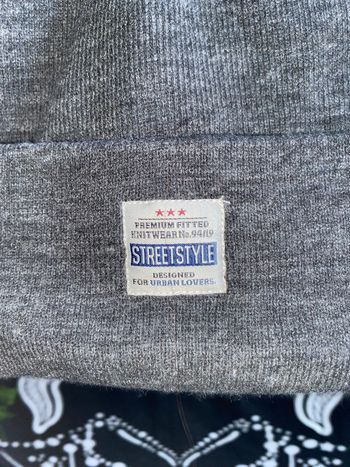 PREMIUM FITTED
KNITWEAR No. 94/19
STREETSTYLE
DESIGNED
FOR URBAN LOVERS.